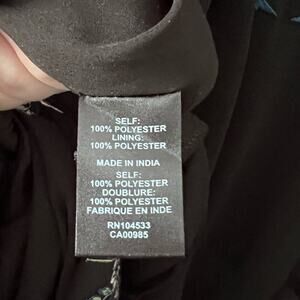 SELF:
100% POLYESTER
LINING:
100% POLYESTER
MADE IN INDIA
SELF:
100% POLYESTER
DOUBLURE:
100% POLYESTER
FABRIQUE EN INDE
RN104533
CA00985